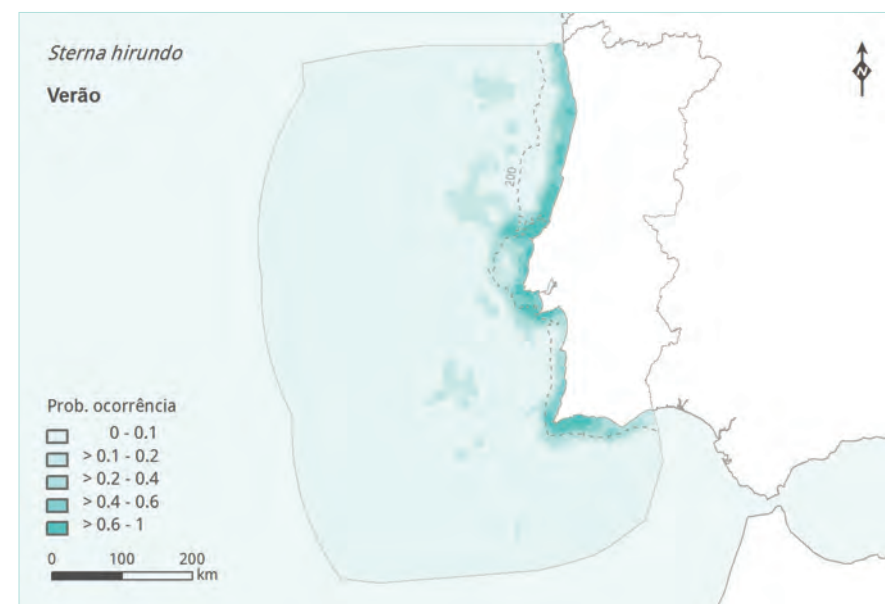 Sterna hirundo
Verão
N
200
Prob. ocorrência
0 - 0.1
> 0.1 - 0.2
> 0.2 - 0.4
> 0.4 - 0.6
> 0.6 - 1
0 100 200
km